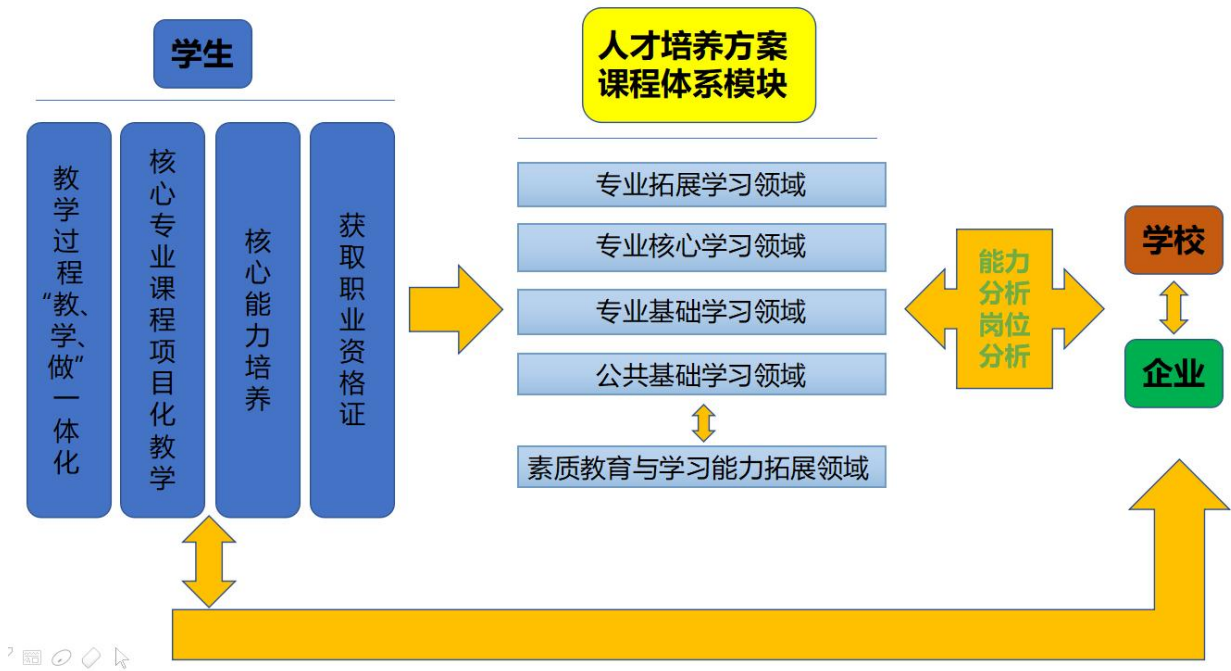 学生
教学过程“教、学、做”一体化
核心专业课程项目化教学
核心能力培养
获取职业资格证
人才培养方案
课程体系模块
专业拓展学习领域
专业核心学习领域
专业基础学习领域
公共基础学习领域
素质教育与学习能力拓展领域
能力
分析
岗位
分析
学校
企业